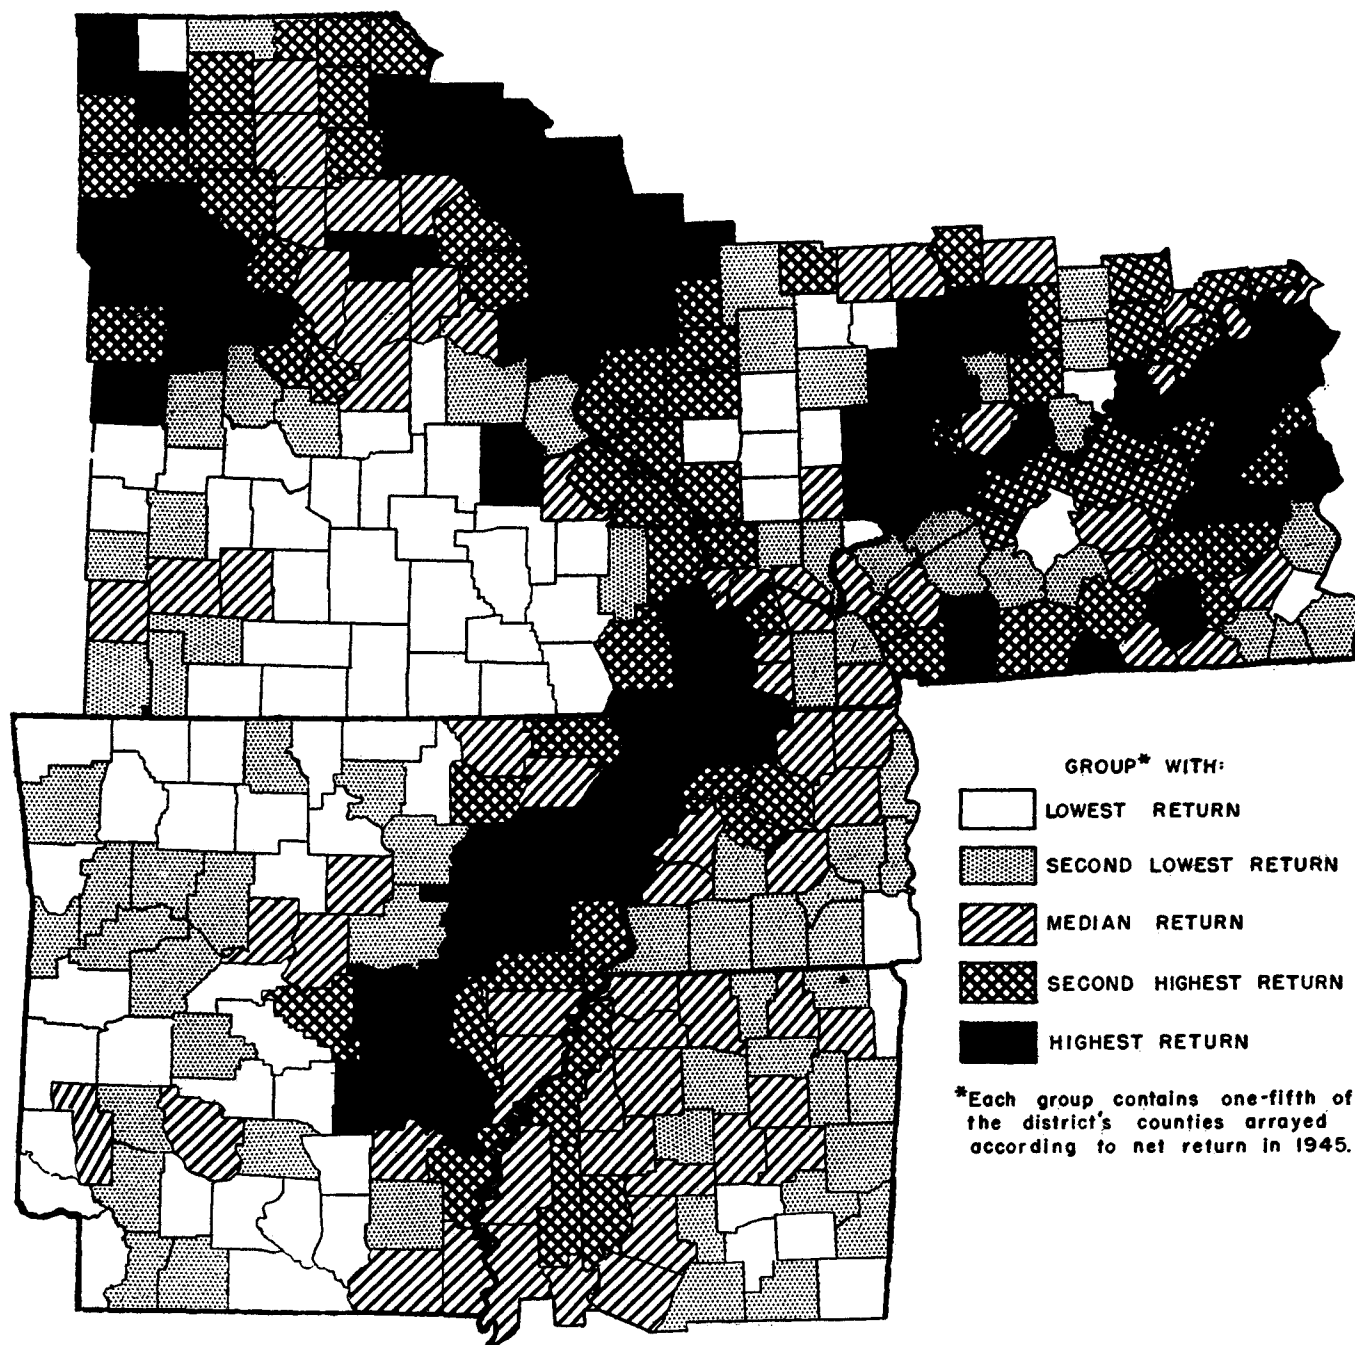 GROUP* WITH:
LOWEST RETURN
SECOND LOWEST RETURN
MEDIAN RETURN
SECOND HIGHEST RETURN
HIGHEST RETURN
*Each group contains one-fifth of
the district's counties arrayed
according to net return in 1945.